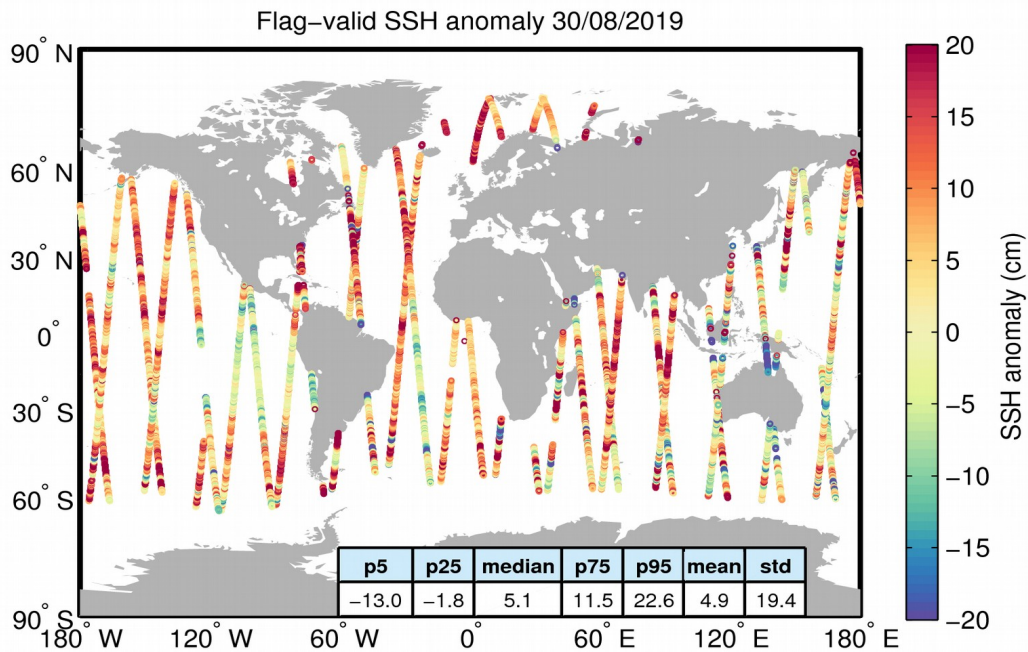 Flag−valid SSH anomaly 30/08/2019
90° N
60° N
30° N
0°
30° S
60° S
90° S
180° W
120° W
60° W
0°
60° E
120° E
180° E
p5 p25 median p75 p95 mean std
−13.0 −1.8 5.1 11.5 22.6 4.9 19.4
20
15
10
5
0
−5
−10
−15
−20
SSH anomaly (cm)